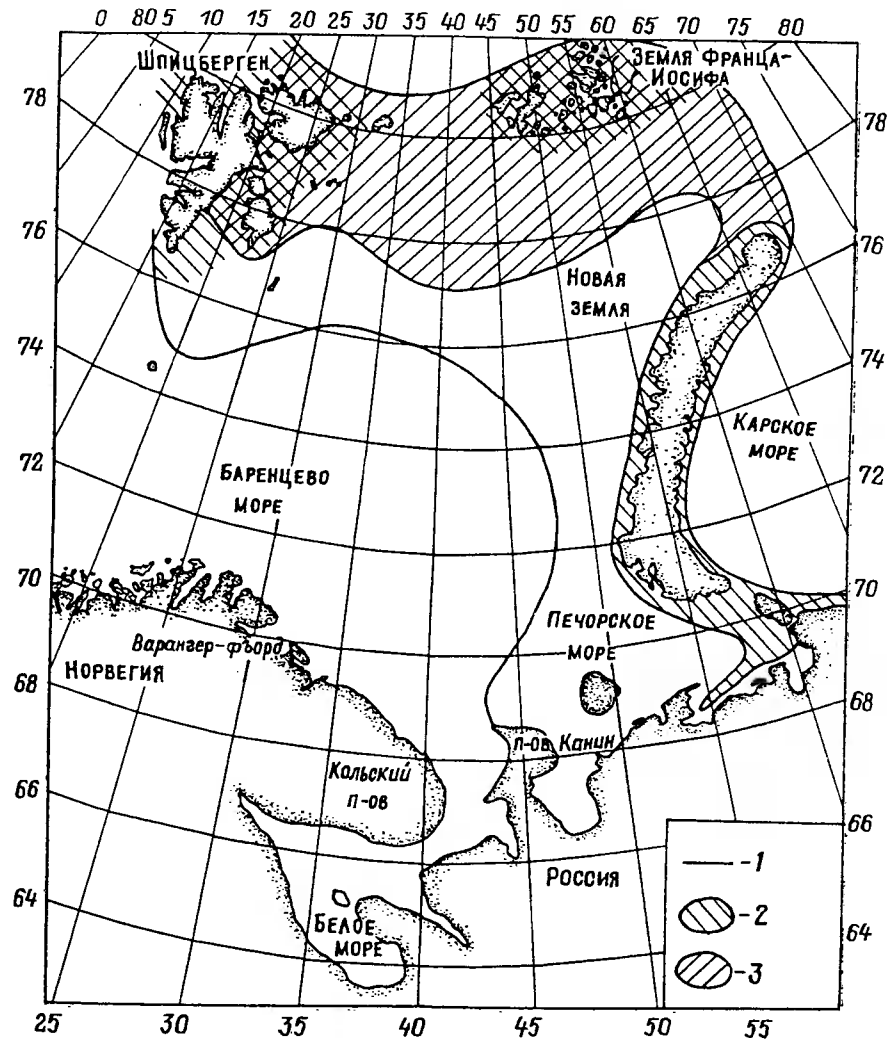 0 80 5 10 15 20 25 30 35 40 45 50 55 60 65 70 75 80
Шпицберген
Земля Франца-
Иосифа
78
78
76
76
Новая
Земля
74
74
Карское
море
72
72
Баренцево
море
70
70
Печорское
море
Варангер-фьорд
Норвегия
68
68
п-ов Канин
Кольский
п-ов
66
66
-1
Россия
-2
64
64
Белое
море
-3
25 30 35 40 45 50 55